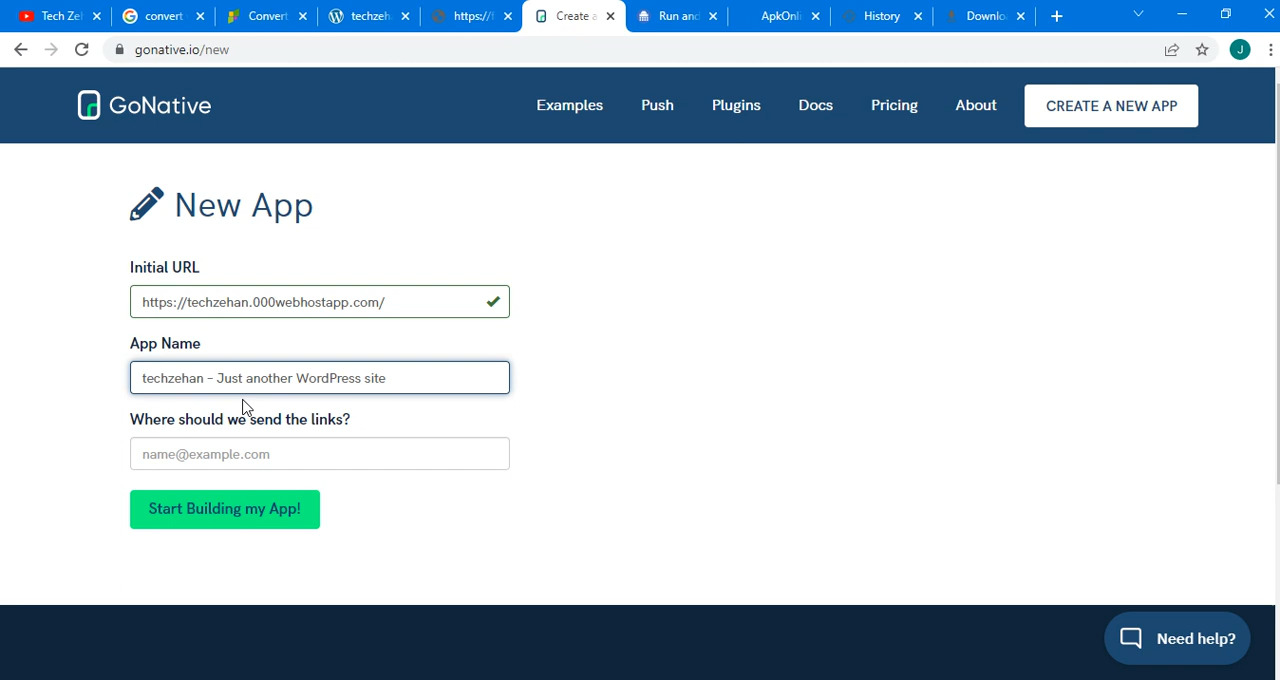 Tech Ze
convert
Convert
techzeh
https://
Create a
Run and
ApkOnli
History
Downlo
gonative.io/new
J
GoNative
Examples
Push
Plugins
Docs
Pricing
About
CREATE A NEW APP
New App
Initial URL
https://techzehan.000webhostapp.com/
App Name
techzehan – Just another WordPress site
Where should we send the links?
name@example.com
Start Building my App!
Need help?